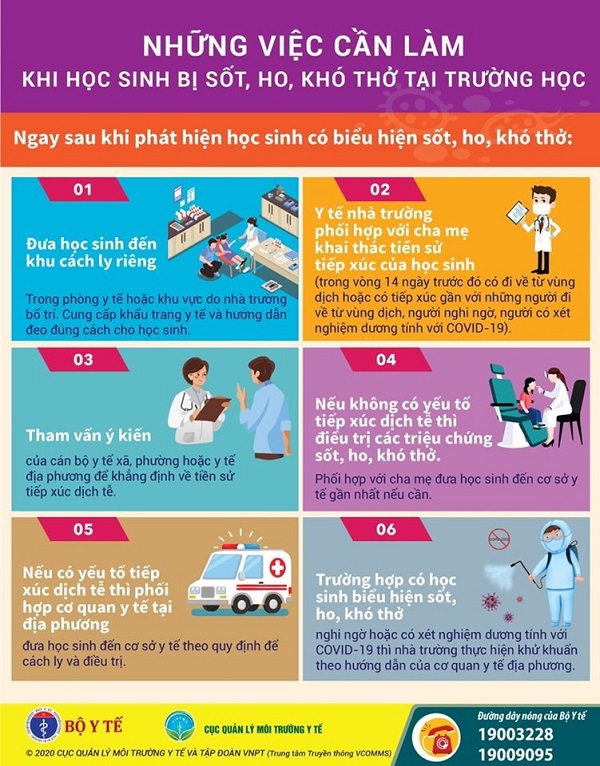 NHỮNG VIỆC CẦN LÀM
KHI HỌC SINH BỊ SỐT, HO, KHÓ THỞ TẠI TRƯỜNG HỌC
Ngay sau khi phát hiện học sinh có biểu hiện sốt, ho, khó thở:
01
Đưa học sinh đến
khu cách ly riêng
Trong phòng y tế hoặc khu vực do nhà trường
bố trí. Cung cấp khẩu trang y tế và hướng dẫn
đeo đúng cách cho học sinh.
02
Y tế nhà trường
phối hợp với cha mẹ
khai thác tiền sử
tiếp xúc của học sinh
(trong vòng 14 ngày trước đó có đi về từ vùng
dịch hoặc có tiếp xúc gần với những người đi
về từ vùng dịch, người nghi ngờ, người có xét
nghiệm dương tính với COVID-19).
03
Tham vấn ý kiến
của cán bộ y tế xã, phường hoặc y tế
địa phương để khẳng định về tiền sử
tiếp xúc dịch tễ.
04
Nếu không có yếu tố
tiếp xúc dịch tễ thì
điều trị các triệu chứng
sốt, ho, khó thở.
Phối hợp với cha mẹ đưa học sinh đến cơ sở y
tế gần nhất nếu cần.
05
Nếu có yếu tố tiếp
xúc dịch tễ thì phối
hợp cơ quan y tế tại
địa phương
đưa học sinh đến cơ sở y tế theo quy định để
cách ly và điều trị.
06
Trường hợp có học
sinh biểu hiện sốt,
ho, khó thở
nghi ngờ hoặc có xét nghiệm dương tính với
COVID-19 thì nhà trường thực hiện khử khuẩn
theo hướng dẫn của cơ quan y tế địa phương.
BỘ Y TẾ
CỤC QUẢN LÝ MÔI TRƯỜNG Y TẾ
© 2020 CỤC QUẢN LÝ MÔI TRƯỜNG Y TẾ VÀ TẬP ĐOÀN VNPT (Trung tâm Truyền thông VCOMMS)
Đường dây nóng của Bộ Y tế
19003228
19009095